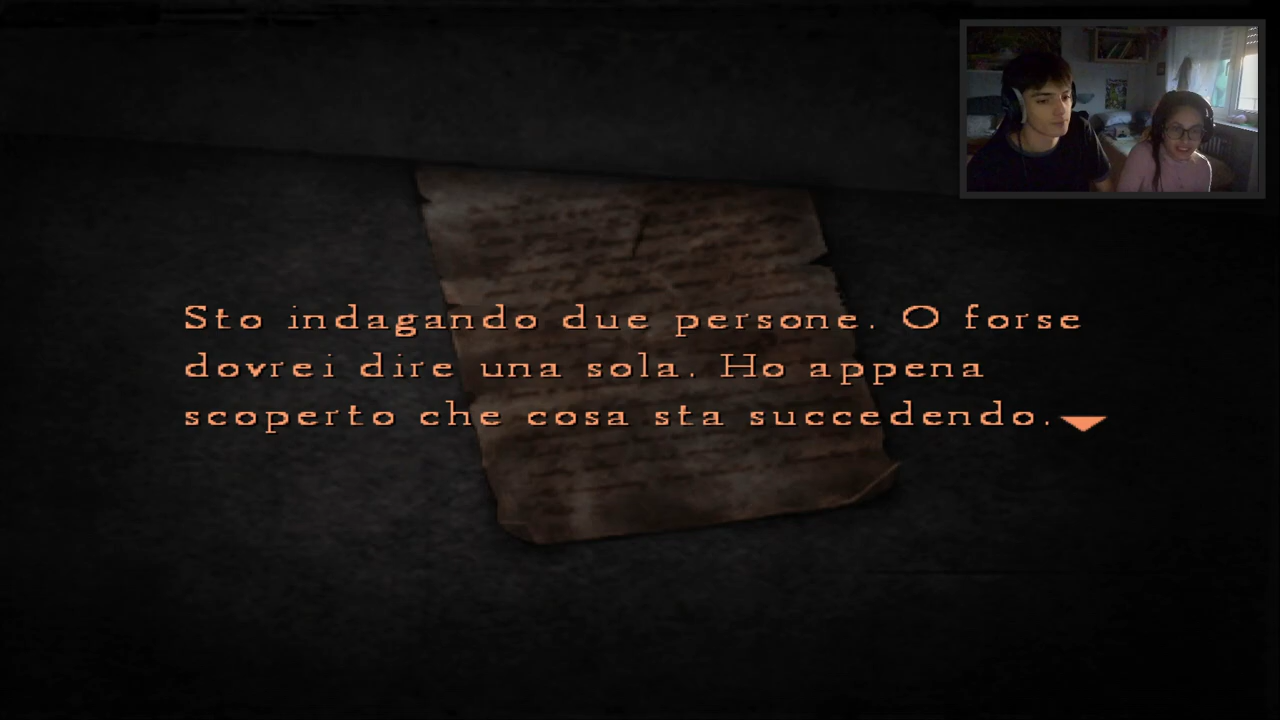 Sto indagando due persone. O forse
dovrei dire una sola. Ho appena
scoperto che cosa sta succedendo.